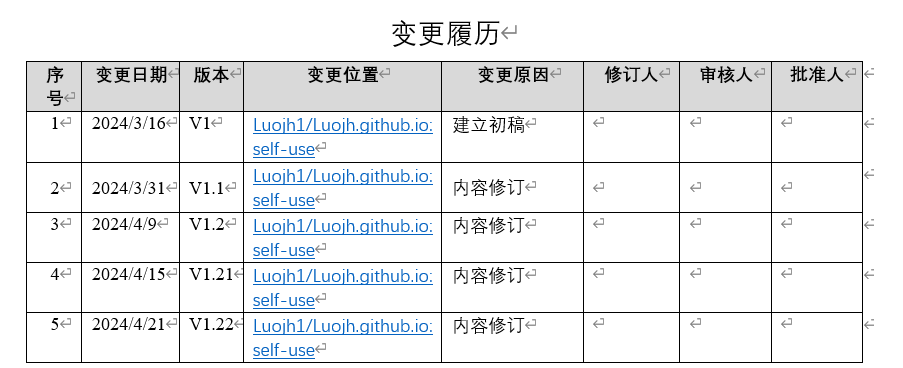 变更履历
序号 变更日期 版本 变更位置 变更原因 修订人 审核人 批准人
1 2024/3/16 V1 Luojh1/Luojh.github.io: 建立初稿
self-use
2 2024/3/31 V1.1 Luojh1/Luojh.github.io: 内容修订
self-use
3 2024/4/9 V1.2 Luojh1/Luojh.github.io: 内容修订
self-use
4 2024/4/15 V1.21 Luojh1/Luojh.github.io: 内容修订
self-use
5 2024/4/21 V1.22 Luojh1/Luojh.github.io: 内容修订
self-use